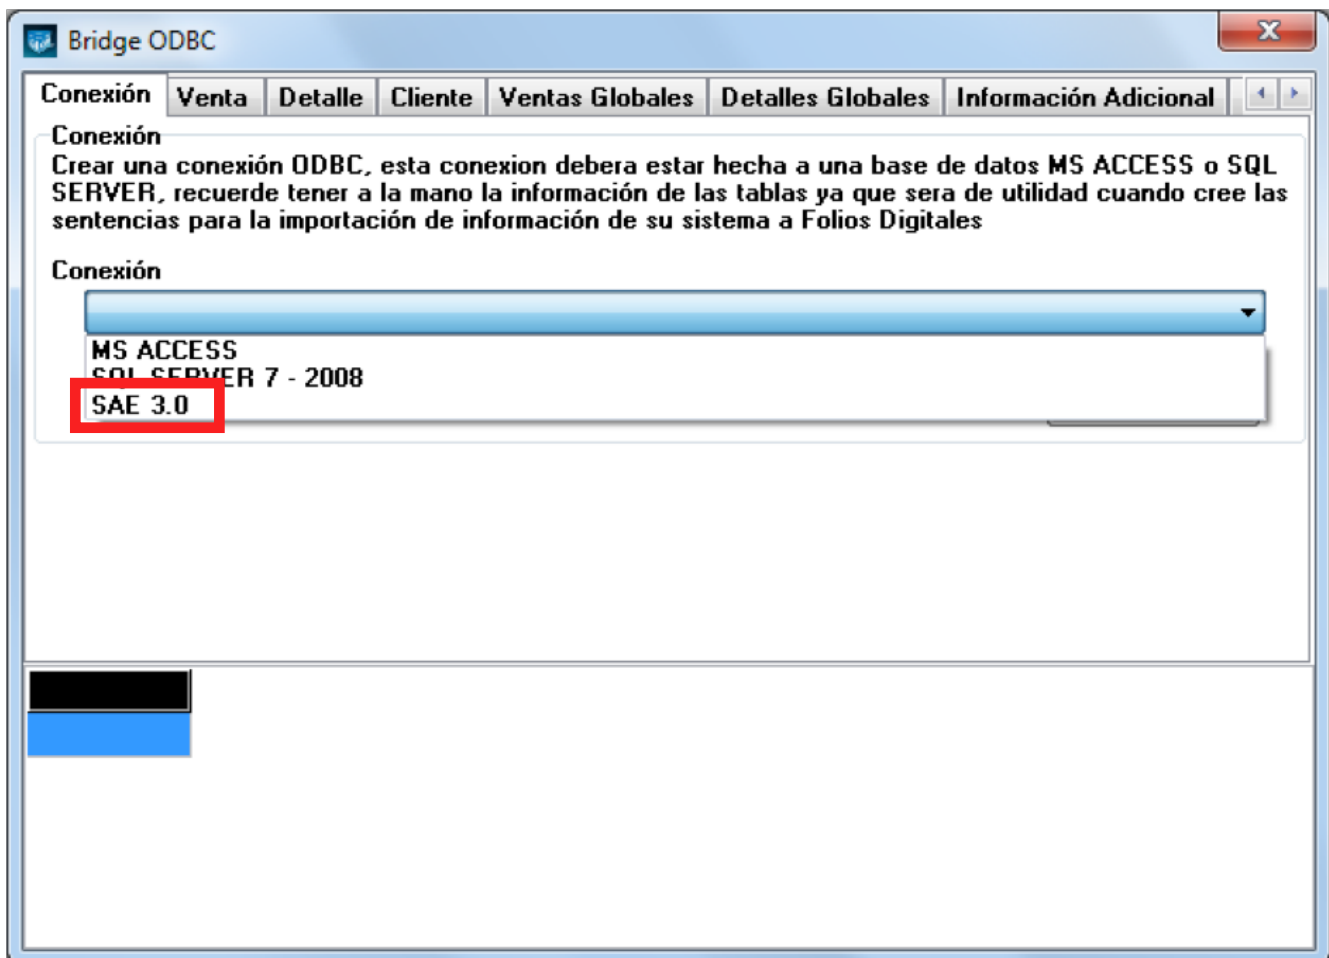 Bridge ODBC
Conexión Venta Detalle Cliente Ventas Globales Detalles Globales Información Adicional
Conexión
Crear una conexión ODBC, esta conexion debera estar hecha a una base de datos MS ACCESS o SQL
SERVER, recuerde tener a la mano la información de las tablas ya que sera de utilidad cuando cree las
sentencias para la importación de información de su sistema a Folios Digitales
Conexión
MS ACCESS
SQL SERVER 7 - 2008
SAE 3.0